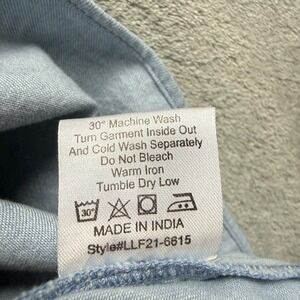 30° Machine Wash
Turn Garment Inside Out
And Cold Wash Separately
Do Not Bleach
Warm Iron
Tumble Dry Low
30°
MADE IN INDIA
Style#LLF21-6615